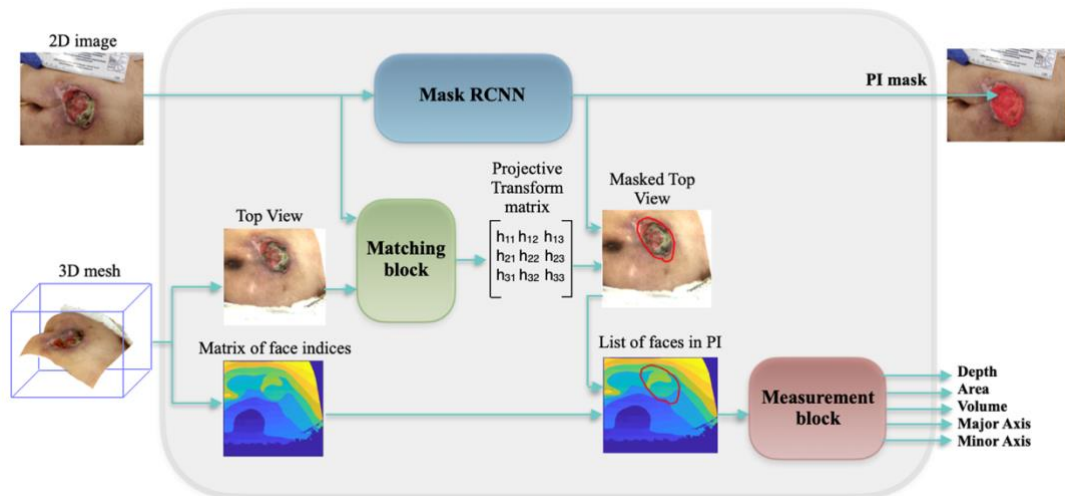 2D image
Mask RCNN
PI mask
Projective
Transform
matrix
Masked Top
View
Top View
Matching
block
h11 h12 h13
h21 h22 h23
h31 h32 h33
3D mesh
Matrix of face indices
List of faces in PI
Measurement
block
Depth
Area
Volume
Major Axis
Minor Axis